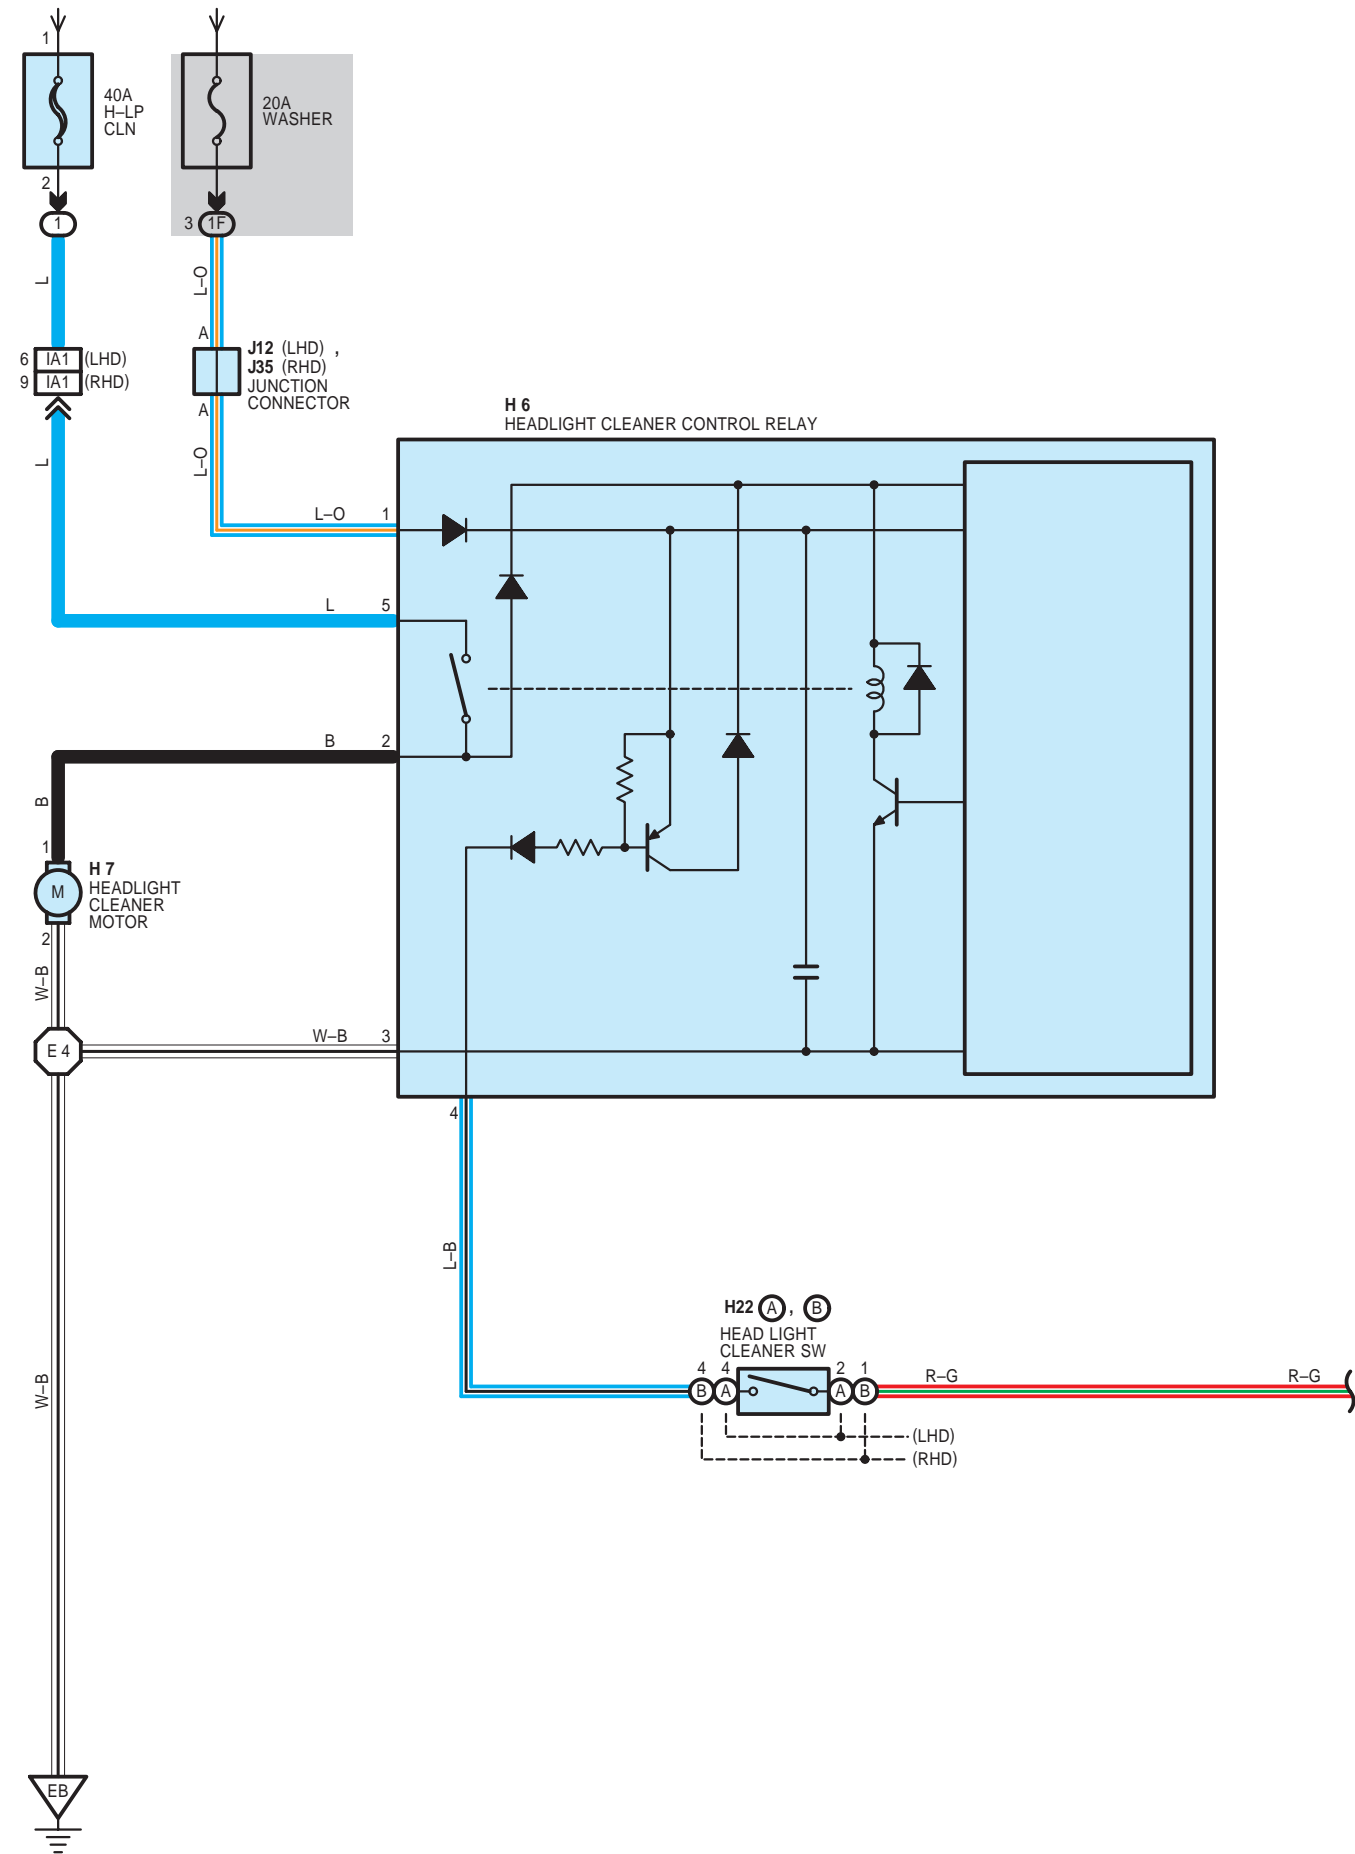 1
40A
H–LP
CLN
2
1
20A
WASHER
3 1F
L
L–O
6 IA1 (LHD)
9 IA1 (RHD)
A
J12 (LHD) ,
J35 (RHD)
JUNCTION
CONNECTOR
A
L
L–O
H 6
HEADLIGHT CLEANER CONTROL RELAY
L–O 1
L 5
B 2
B
1
M
H 7
HEADLIGHT
CLEANER
MOTOR
2
W–B
E 4
W–B 3
4
L–B
H22 A , B
HEAD LIGHT
CLEANER SW
4 4 2 1
B A A B
R–G R–G
(LHD)
(RHD)
W–B
EB